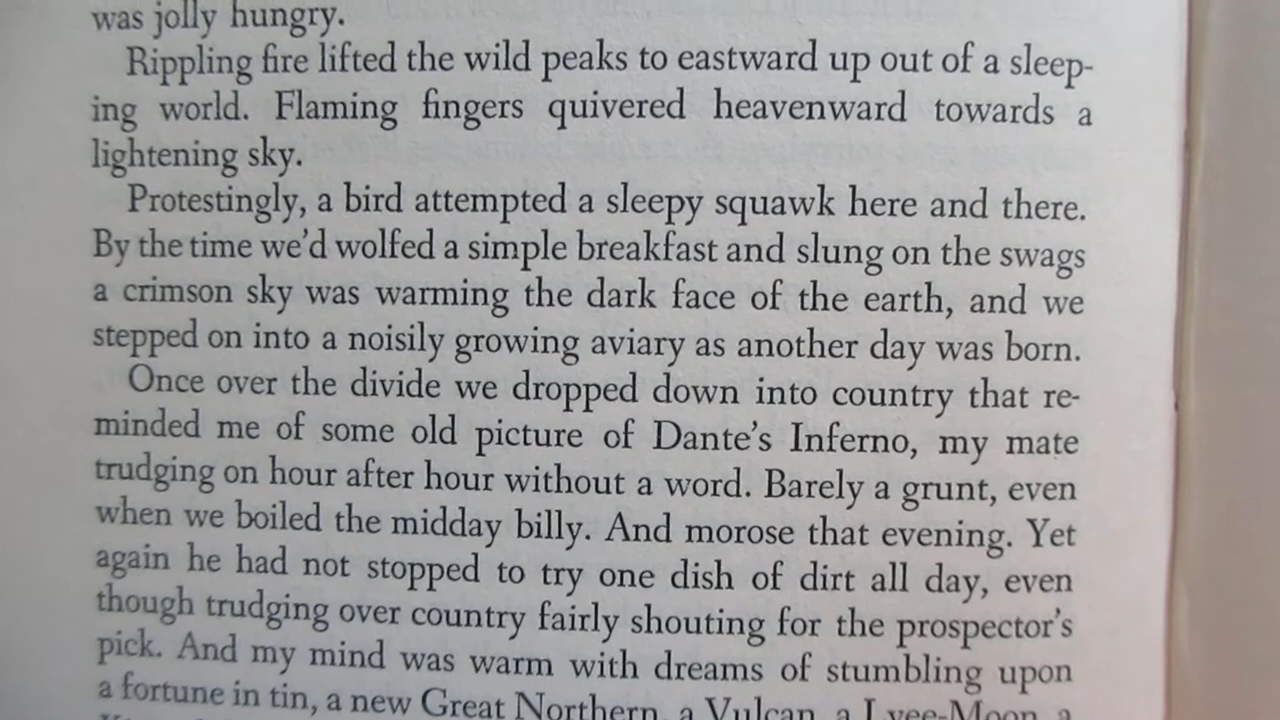 was jolly hungry.
Rippling fire lifted the wild peaks to eastward up out of a sleep-
ing world. Flaming fingers quivered heavenward towards a
lightening sky.
Protestingly, a bird attempted a sleepy squawk here and there.
By the time we'd wolfed a simple breakfast and slung on the swags
a crimson sky was warming the dark face of the earth, and we
stepped on into a noisily growing aviary as another day was born.
Once over the divide we dropped down into country that re-
minded me of some old picture of Dante's Inferno, my mate
trudging on hour after hour without a word. Barely a grunt, even
when we boiled the midday billy. And morose that evening. Yet
again he had not stopped to try one dish of dirt all day, even
though trudging over country fairly shouting for the prospector's
pick. And my mind was warm with dreams of stumbling upon
a fortune in tin, a new Great Northern, a Vulcan, a Lyee-Moon, a